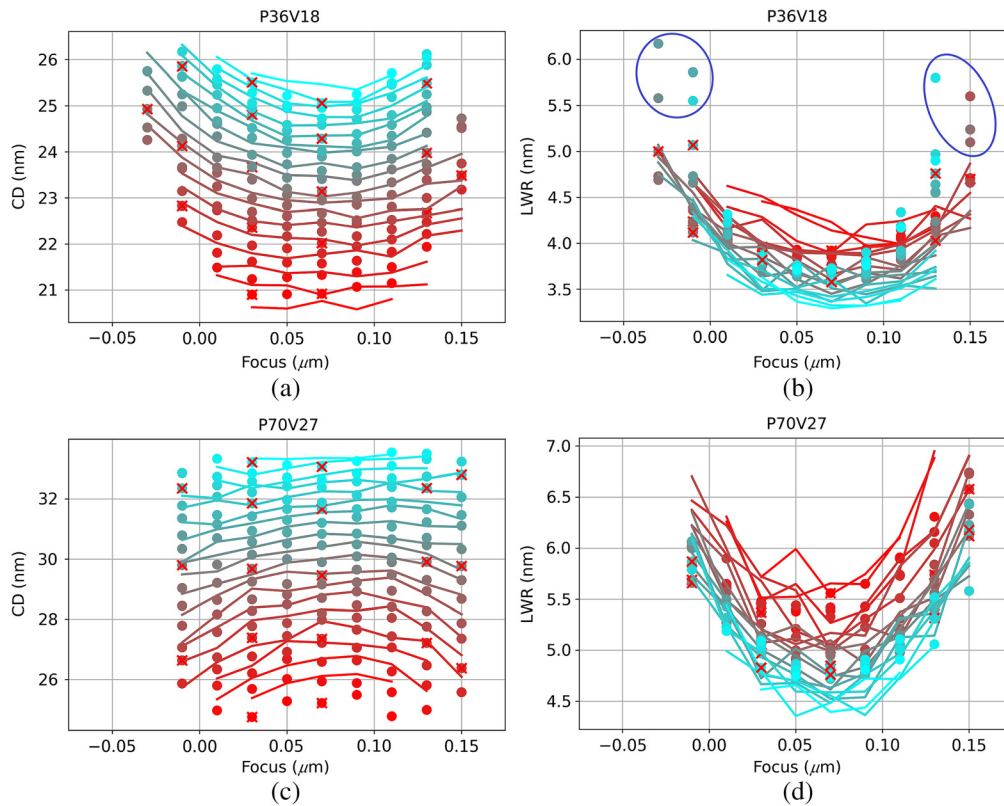 P36V18
CD (nm)
26
25
24
23
22
21
−0.05 0.00 0.05 0.10 0.15
Focus (μm)
(a)
P36V18
LWR (nm)
6.0
5.5
5.0
4.5
4.0
3.5
−0.05 0.00 0.05 0.10 0.15
Focus (μm)
(b)
P70V27
CD (nm)
32
30
28
26
−0.05 0.00 0.05 0.10 0.15
Focus (μm)
(c)
P70V27
LWR (nm)
7.0
6.5
6.0
5.5
5.0
4.5
−0.05 0.00 0.05 0.10 0.15
Focus (μm)
(d)